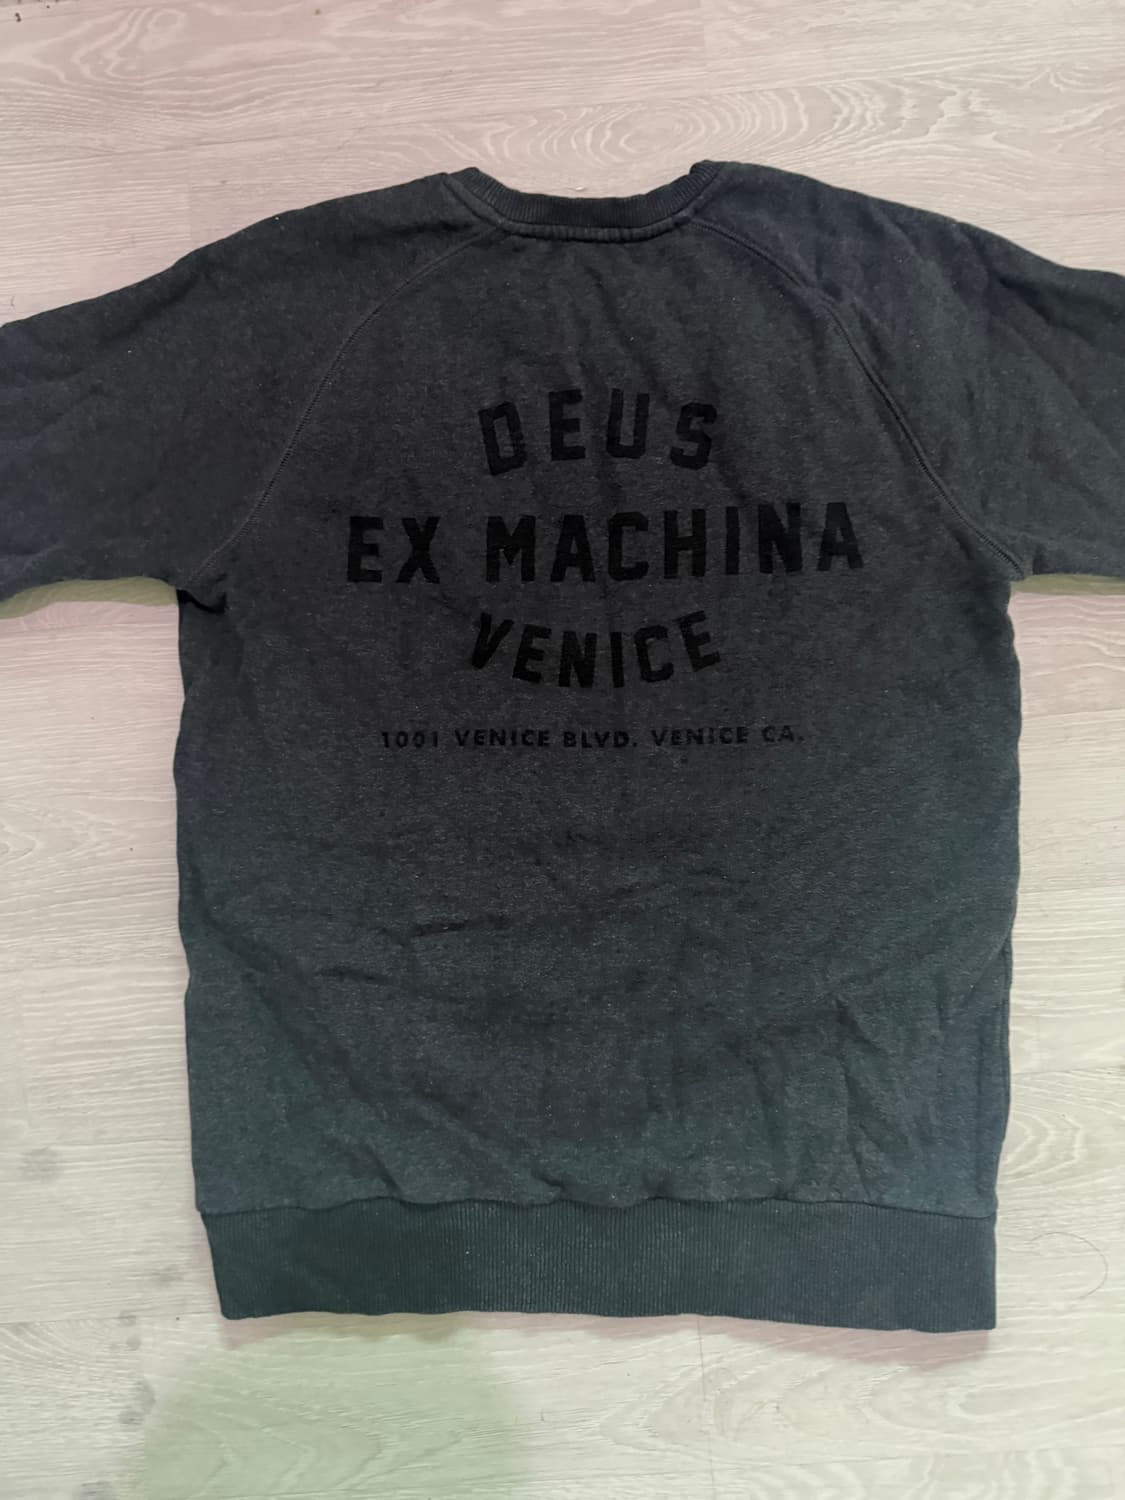 DEUS
EX MACHINA
VENICE
1001 VENICE BLVD. VENICE CA.